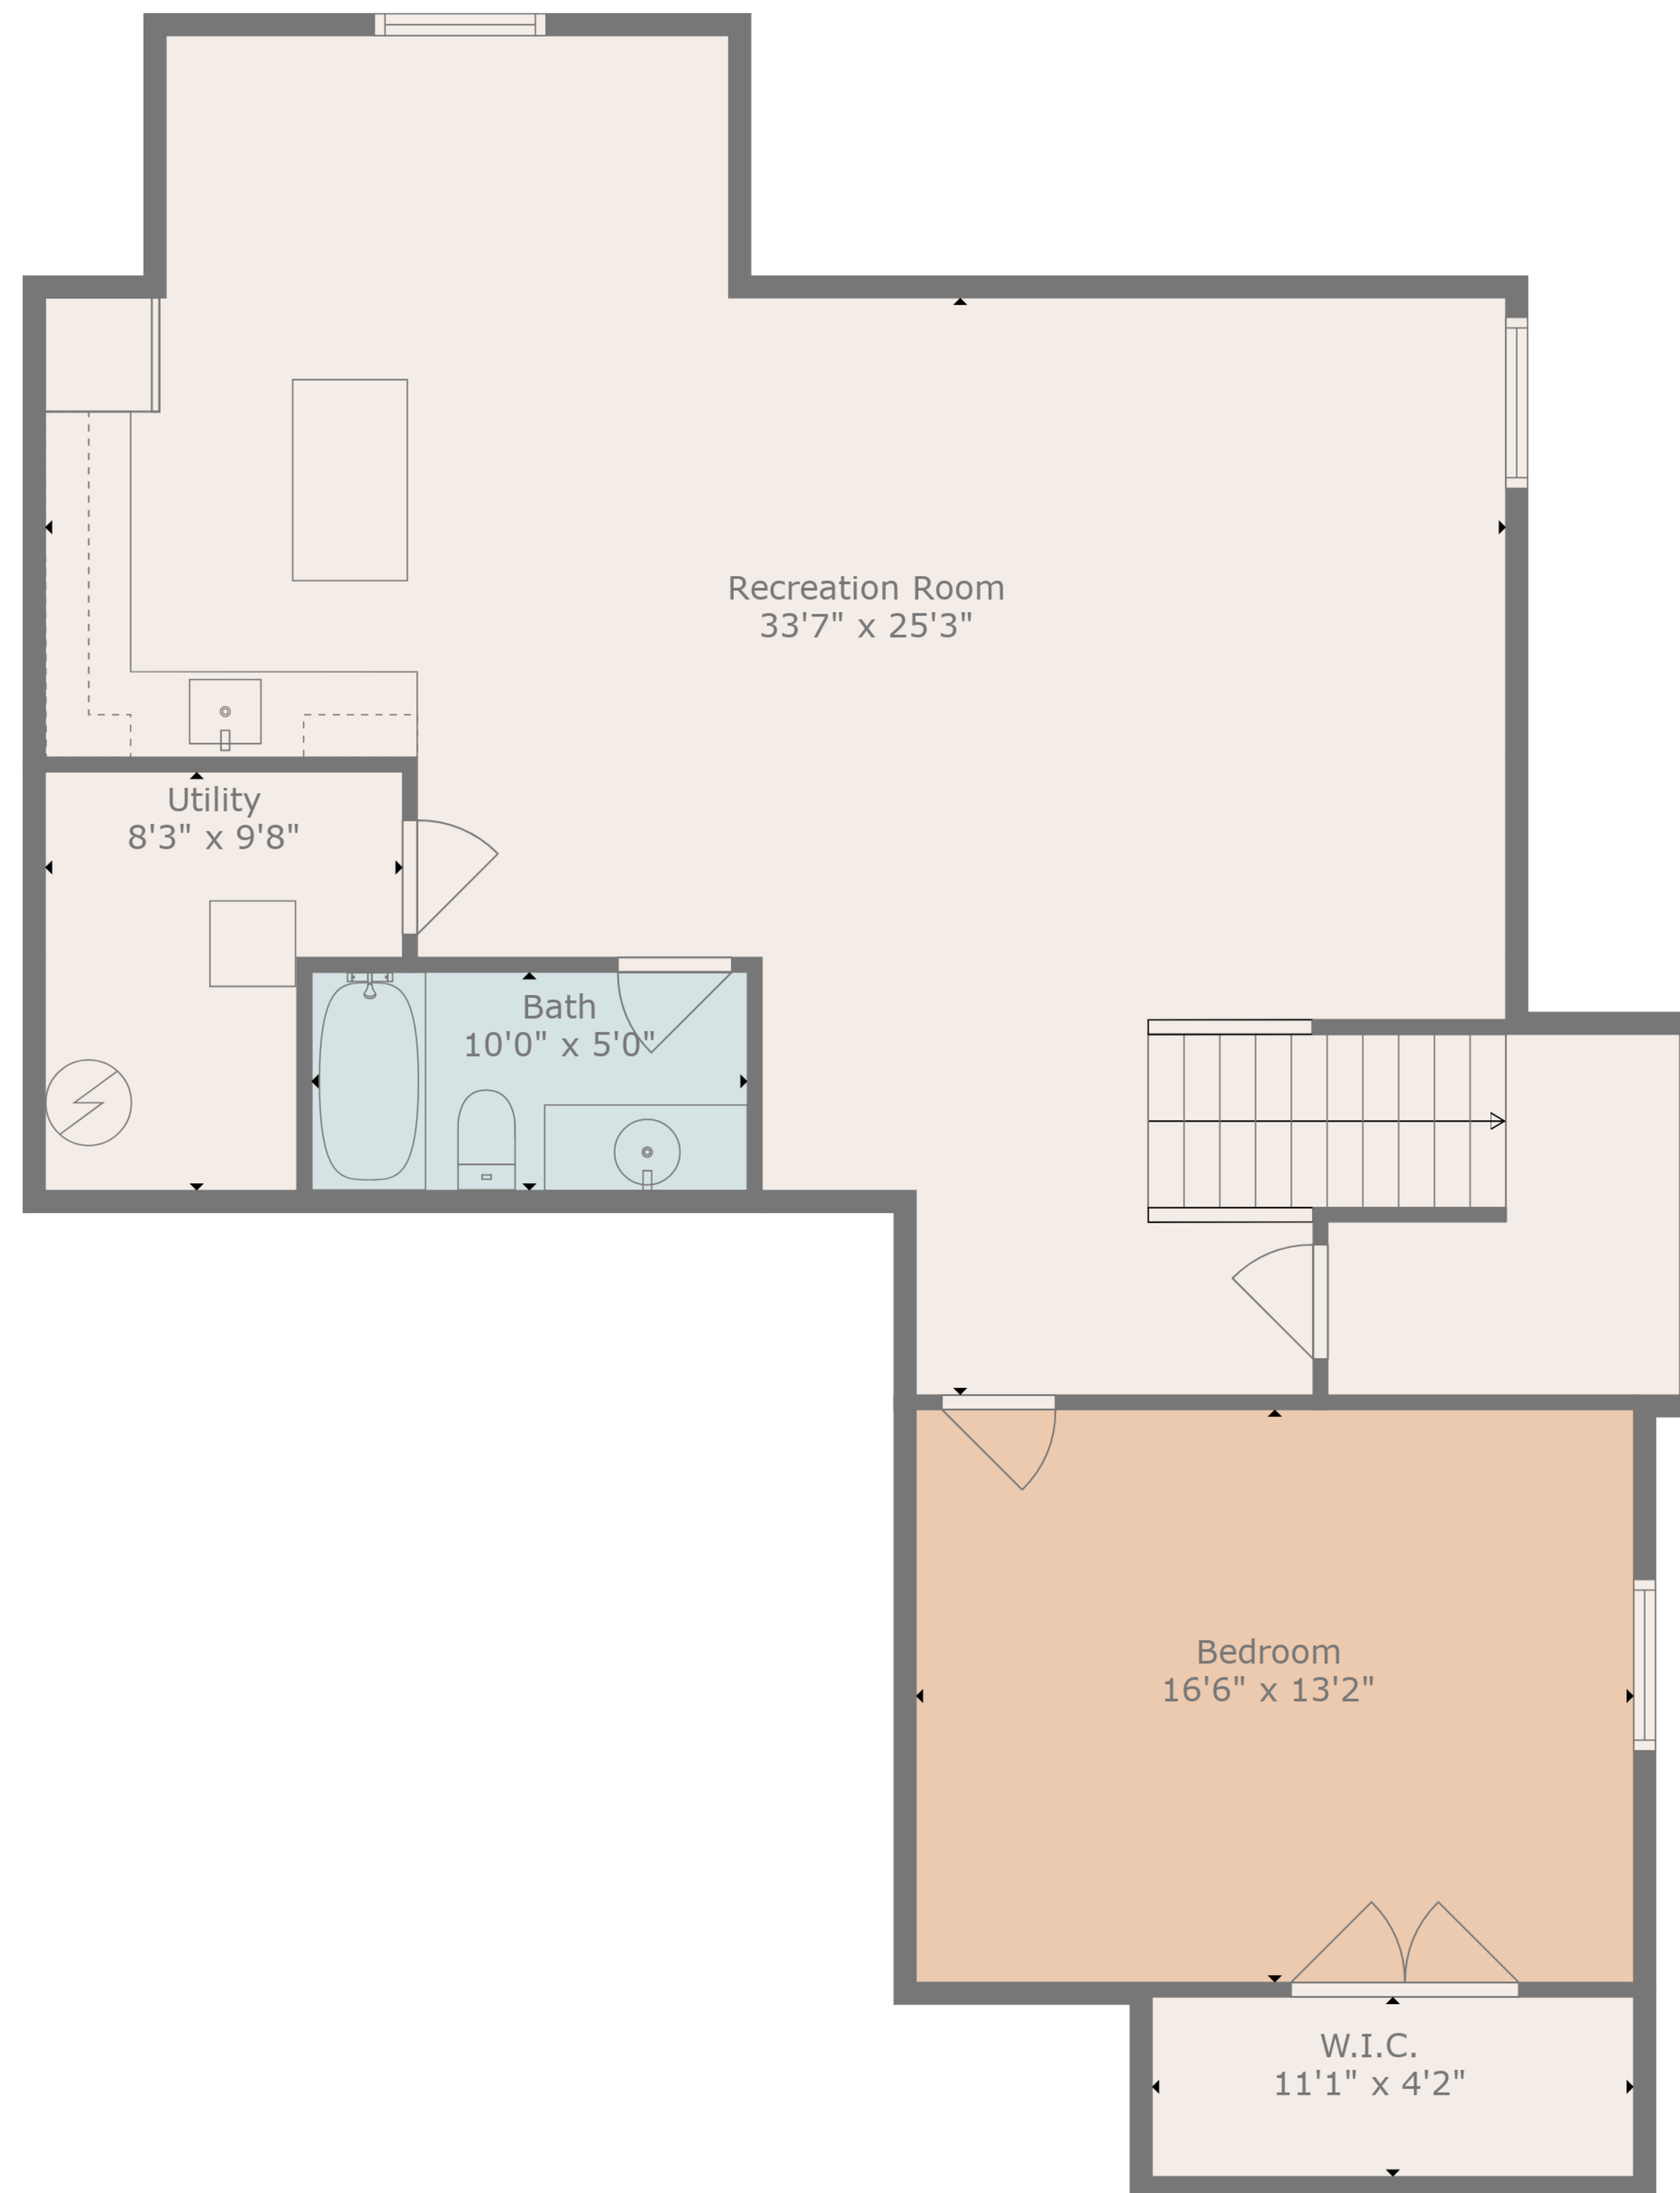 Recreation Room
33'7" x 25'3"
Utility
8'3" x 9'8"
Bath
10'0" x 5'0"
Bedroom
16'6" x 13'2"
W.I.C.
11'1" x 4'2"